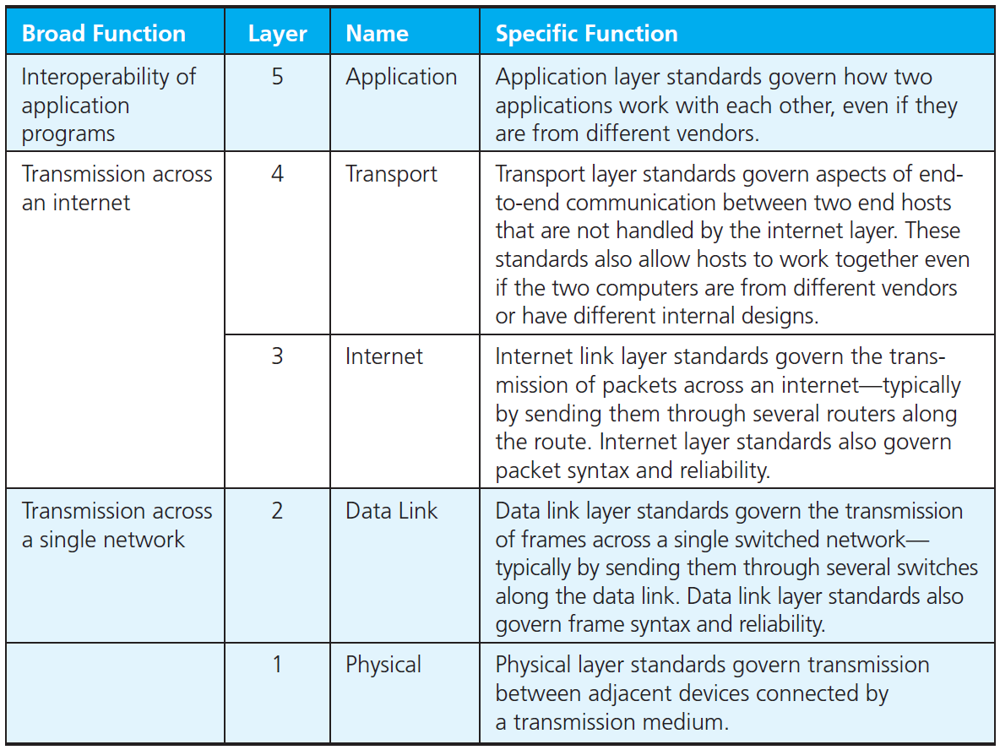 Broad Function Layer Name Specific Function
Interoperability of 5 Application Application layer standards govern how two
application applications work with each other, even if they
programs are from different vendors.
Transmission across 4 Transport Transport layer standards govern aspects of end-
an internet to-end communication between two end hosts
that are not handled by the internet layer. These
standards also allow hosts to work together even
if the two computers are from different vendors
or have different internal designs.
3 Internet Internet link layer standards govern the trans-
mission of packets across an internet—typically
by sending them through several routers along
the route. Internet layer standards also govern
packet syntax and reliability.
Transmission across 2 Data Link Data link layer standards govern the transmission
a single network of frames across a single switched network—
typically by sending them through several switches
along the data link. Data link layer standards also
govern frame syntax and reliability.
1 Physical Physical layer standards govern transmission
between adjacent devices connected by
a transmission medium.